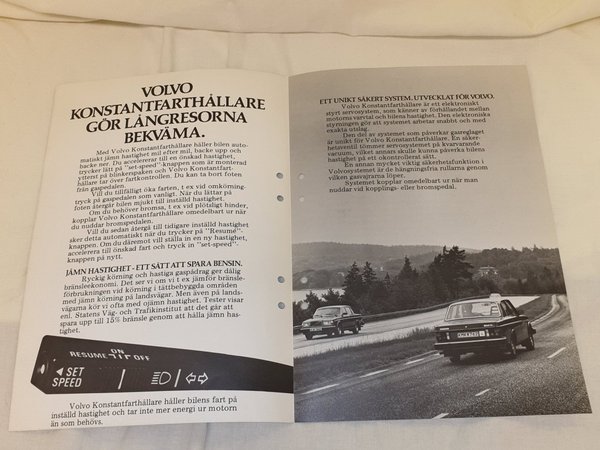 VOLVO
KONSTANTFARTHÅLLARE
GÖR LÅNGRESORNA
BEKVÄMA.
Med Volvo Konstantfarthållare håller bilen auto-
matiskt jämn hastighet mil efter mil, backe upp och
backe ner. Du accelererar till en önskad hastighet,
trycker lätt på "set-speed"-knappen som är monterad
ytterst på blinkerspaken och Volvo Konstantfart-
hållare tar över fartkontrollen. Du kan ta bort foten
från gaspedalen.
Vill du tillfälligt öka farten, t ex vid omkörning
tryck på gaspedalen som vanligt. När du lättar på
foten återgår bilen mjukt till inställd hastighet.
Om du behöver bromsa, t ex vid plötsligt hinder,
kopplar Volvo Konstantfarthållare omedelbart ur när
du nuddar bromspedalen.
Vill du sedan återgå till tidigare inställd hastighet
sker detta automatiskt när du trycker på "Resume"-
knappen. Om du däremot vill ställa in en ny hastighet,
accelererar till önskad fart och tryck in "set-speed"-
knappen på nytt.
JÄMN HASTIGHET - ETT SÄTT ATT SPARA BENSIN.
Ryckig körning och hastiga gaspådrag ger dålig
bränsleekonomi. Det ser vi om vi t ex jämför bränsle-
förbrukningen vid körning i tättbebyggda områden
med jämn körning på landsvägar. Men även på lands-
vägarna kör vi ofta med ojämn hastighet. Tester visar
enl. Statens Väg- och Trafikinstitut att det går att
spara upp till 15% bränsle genom att hålla jämn has-
tighet.
ON
RESUME OFF
SET
SPEED
Volvo Konstantfarthållare håller bilens fart på
inställd hastighet och tar inte mer energi ur motorn
än som behövs.
ETT UNIKT SÄKERT SYSTEM. UTVECKLAT FÖR VOLVO.
Volvo Konstantfarthållare är ett elektroniskt
styrt servosystem, som känner av förhållandet mellan
motorns varvtal och bilens hastighet. Den elektroniska
styrningen gör att systemet arbetar snabbt och med
exakta utslag.
Den del av systemet som påverkar gasreglaget
är unikt för Volvo Konstantfarthållare. En säker-
hetsventil tömmer servosystemet på kvarvarande
vacuum, vilket annars skulle kunna påverka bilens
hastighet på ett okontrollerat sätt.
En annan mycket viktig säkerhetsfunktion i
Volvosystemet är de hängningsfria rullarna genom
vilken gasvajrarna löper.
Systemet kopplar omedelbart ur när man
nuddar vid kopplings- eller bromspedal.